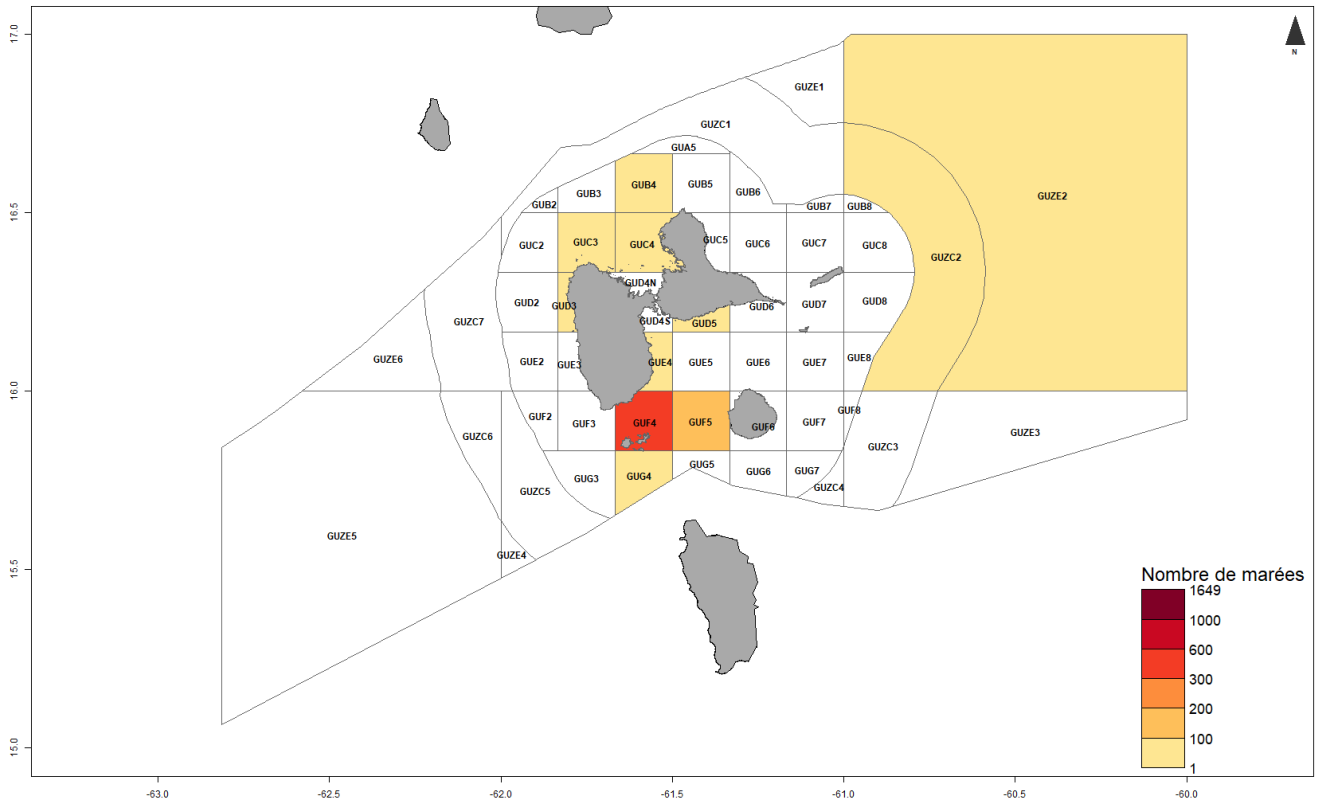 17.0
16.5
16.0
15.5
15.0
N
GUZE1
GUZC1
GUA5
GUB4
GUB5
GUB3
GUB6
GUB2
GUB7
GUB8
GUZE2
GUC2
GUC3
GUC4
GUC5
GUC6
GUC7
GUC8
GUZC2
GUD4N
GUD2
GUD3
GUD6
GUD7
GUD8
GUZC7
GUD4S
GUD5
GUZE6
GUE2
GUE3
GUE4
GUE5
GUE6
GUE7
GUE8
GUF2
GUF3
GUF4
GUF5
GUF6
GUF7
GUF8
GUZE3
GUZC6
GUZC3
GUG3
GUG4
GUG5
GUG6
GUG7
GUZC5
GUZC4
GUZE5
GUZE4
Nombre de marées
1649
1000
600
300
200
100
1
-63.0 -62.5 -62.0 -61.5 -61.0 -60.5 -60.0